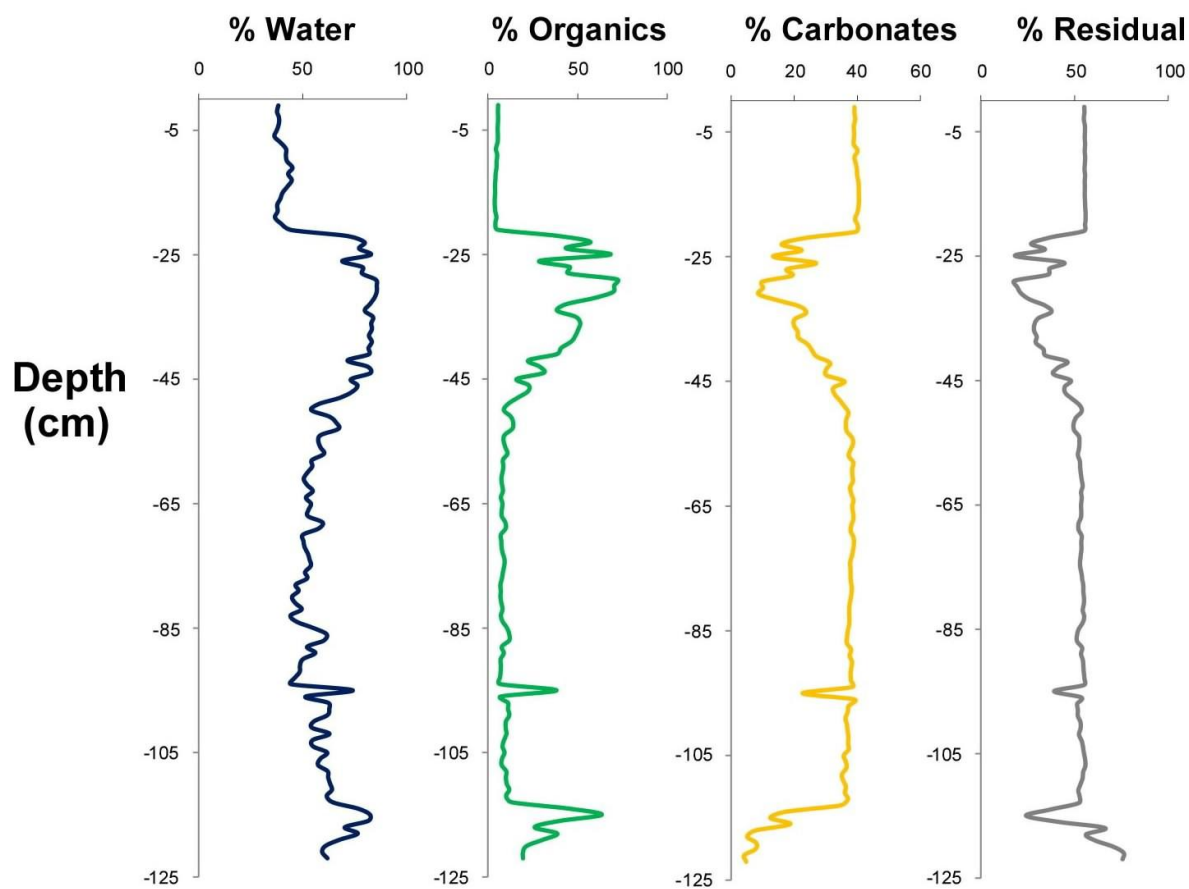 % Water
% Organics
% Carbonates
% Residual
0 50 100
0 50 100
0 20 40 60
0 50 100
-5 -5 -5 -5
-25 -25 -25 -25
Depth
(cm)
-45 -45 -45 -45
-65 -65 -65 -65
-85 -85 -85 -85
-105 -105 -105 -105
-125 -125 -125 -125